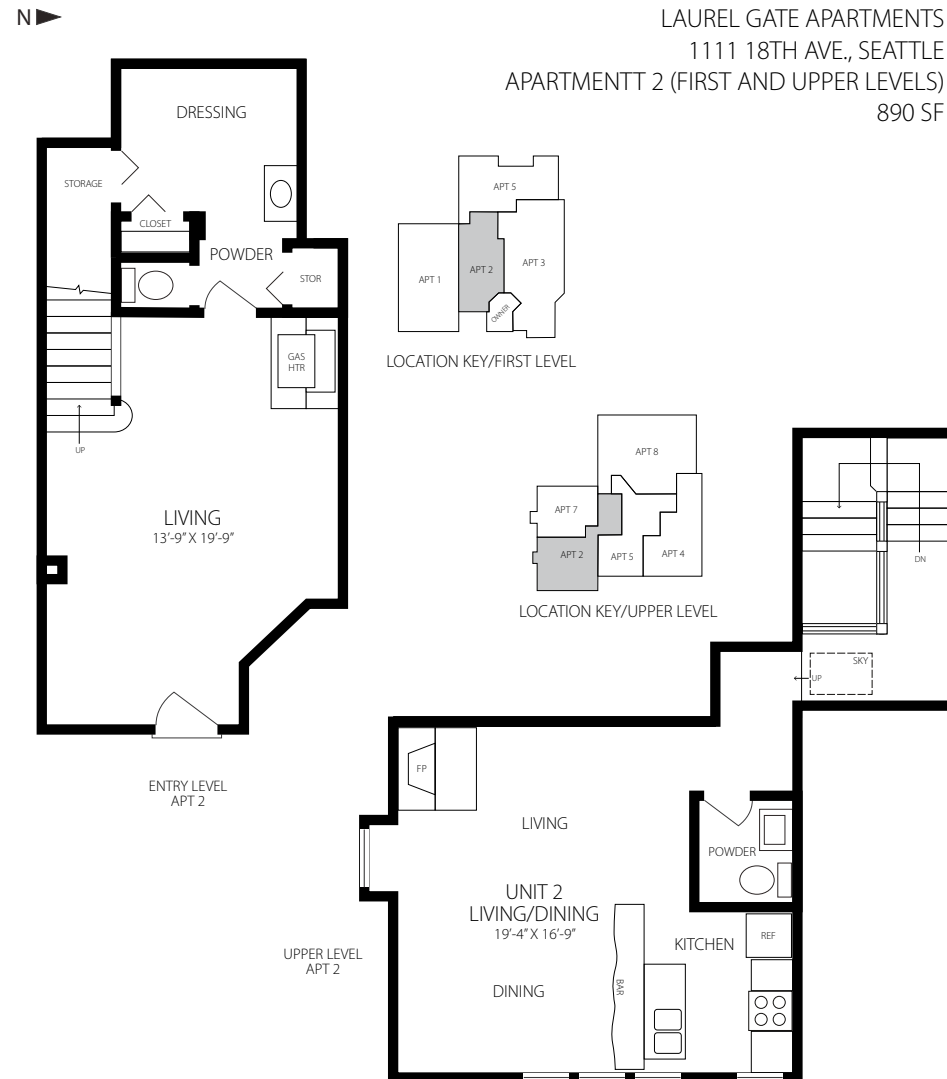 N
LAUREL GATE APARTMENTS
1111 18TH AVE., SEATTLE
APARTMENTT 2 (FIRST AND UPPER LEVELS)
890 SF
DRESSING
STORAGE
CLOSET
POWDER
STOR
GAS
HTR
UP
LIVING
13'-9" X 19'-9"
ENTRY LEVEL
APT 2
APT 5
APT 1
APT 2
APT 3
OWNER
LOCATION KEY/FIRST LEVEL
APT 8
APT 7
APT 2
APT 5
APT 4
LOCATION KEY/UPPER LEVEL
DN
SKY
UP
FP
LIVING
POWDER
UNIT 2
LIVING/DINING
19'-4" X 16'-9"
KITCHEN
REF
BAR
DINING
UPPER LEVEL
APT 2